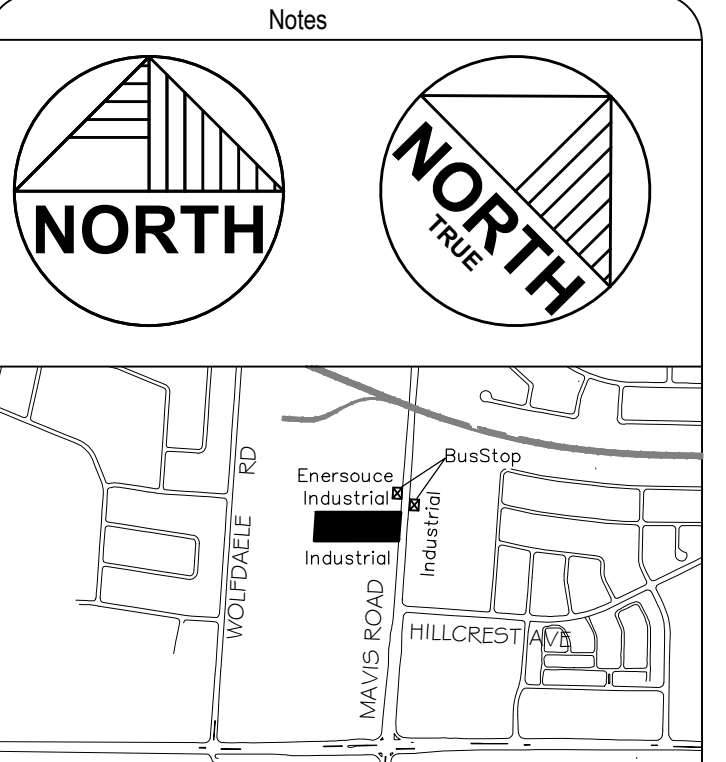 Notes
NORTH
NORTH
TRUE
BusStop
Enersouce
Industrial
Industrial
Industrial
WOLFDAELE RD
MAVIS ROAD
HILLCREST AVE